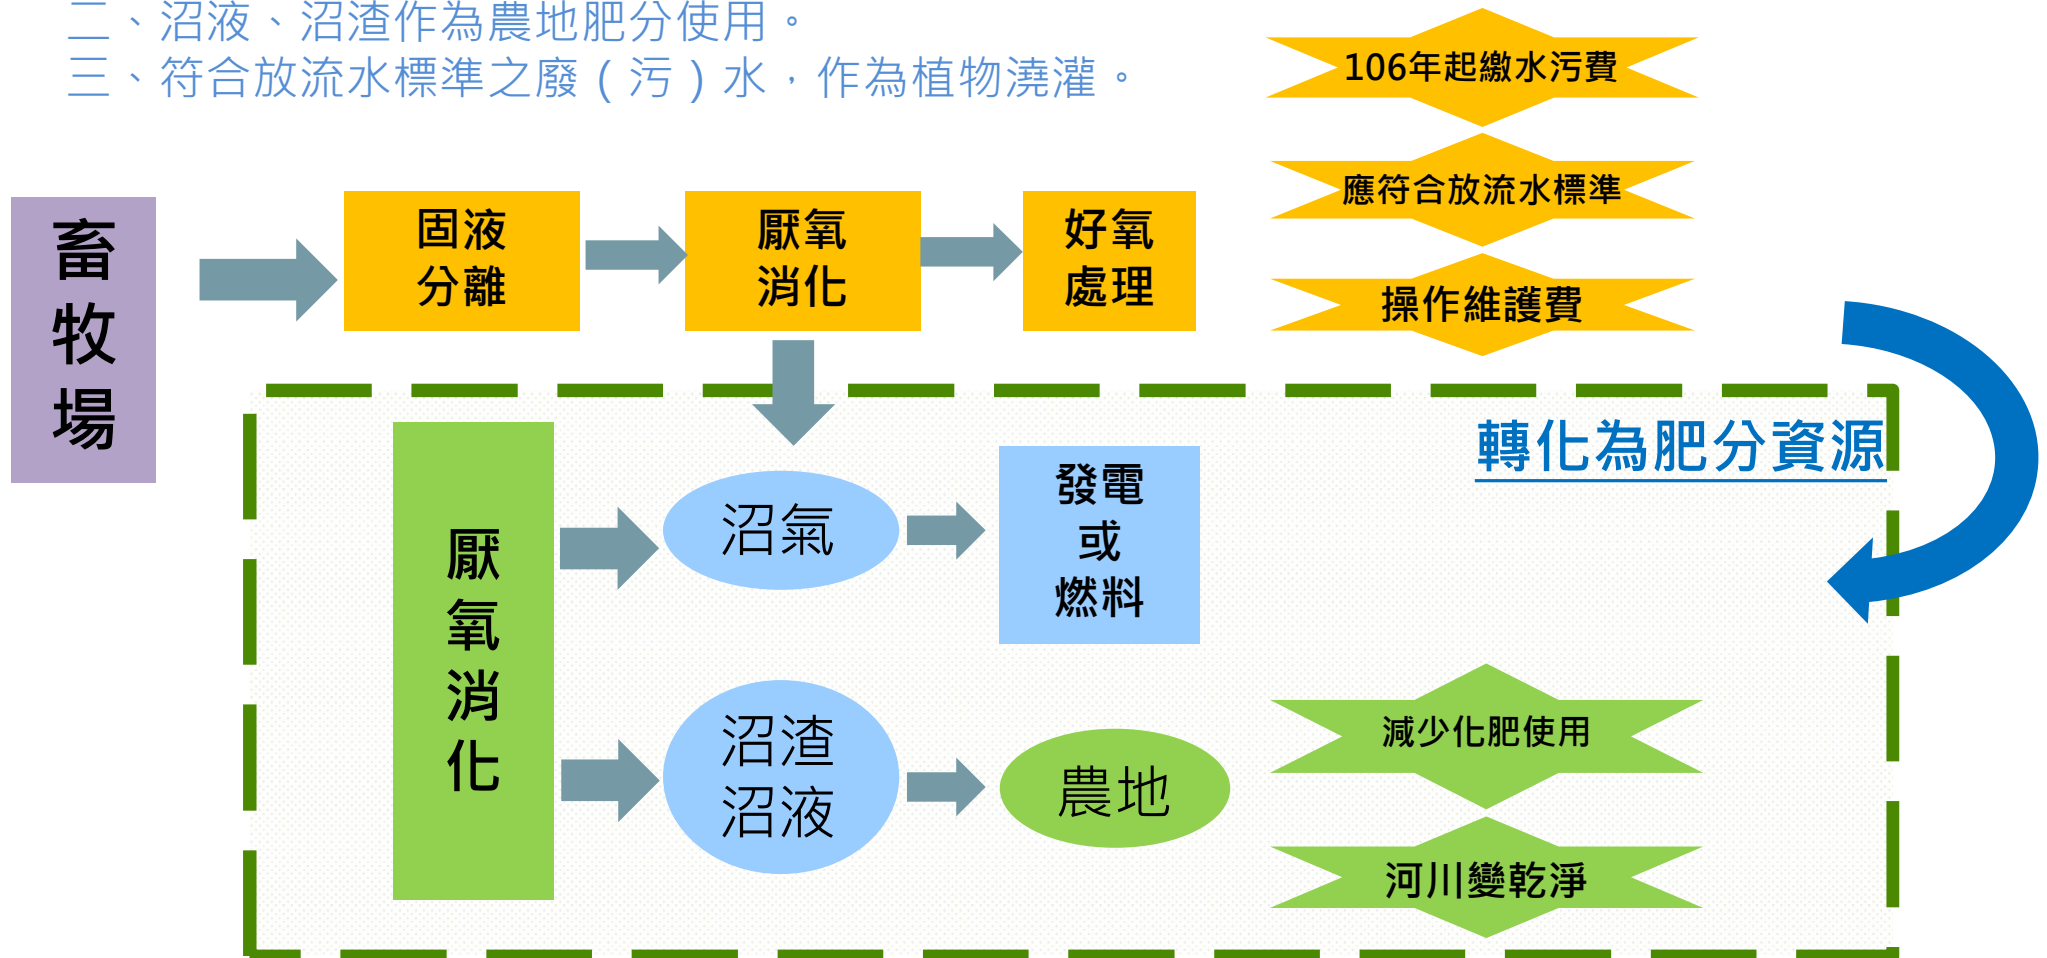 二、沼液、沼渣作為農地肥分使用。
三、符合放流水標準之廢（污）水，作為植物澆灌。
106年起繳水污費
應符合放流水標準
操作維護費
畜
牧
場
固液
分離
厭氧
消化
好氧
處理
轉化為肥分資源
厭
氧
消
化
沼氣
發電
或
燃料
沼渣
沼液
農地
減少化肥使用
河川變乾淨